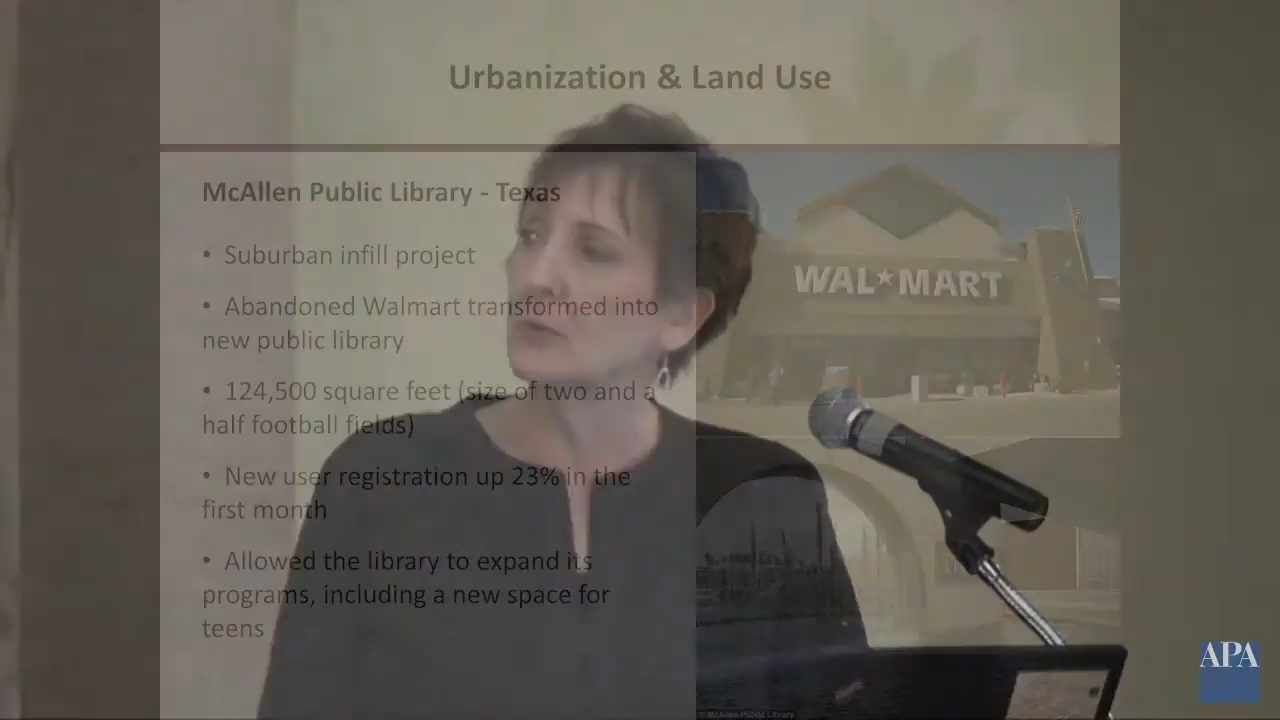 Urbanization & Land Use
McAllen Public Library - Texas
• Suburban infill project
• Abandoned Walmart transformed into
new public library
• 124,500 square feet (size of two and a
half football fields)
• New user registration up 23% in the
first month
• Allowed the library to expand its
programs, including a new space for
teens
WAL★MART
© McAllen Public Library
APA